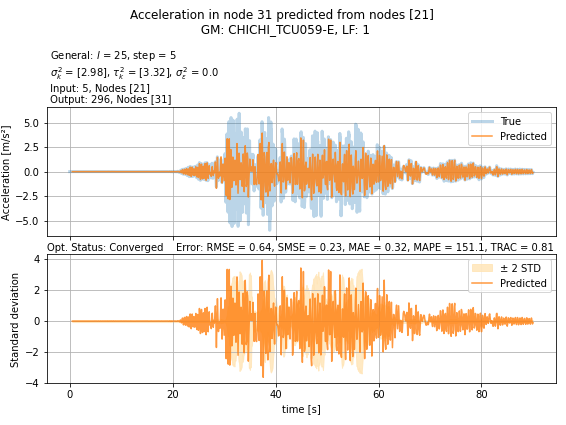 Acceleration in node 31 predicted from nodes [21]
GM: CHICHI_TCU059-E, LF: 1
General: l = 25, step = 5
σ²ₖ = [2.98], τ²ₖ = [3.32], σ²ε = 0.0
Input: 5, Nodes [21]
Output: 296, Nodes [31]
True
Predicted
Acceleration [m/s²]
5.0
2.5
0.0
−2.5
−5.0
Opt. Status: Converged Error: RMSE = 0.64, SMSE = 0.23, MAE = 0.32, MAPE = 151.1, TRAC = 0.81
± 2 STD
Predicted
Standard deviation
4
2
0
−2
−4
0 20 40 60 80
time [s]